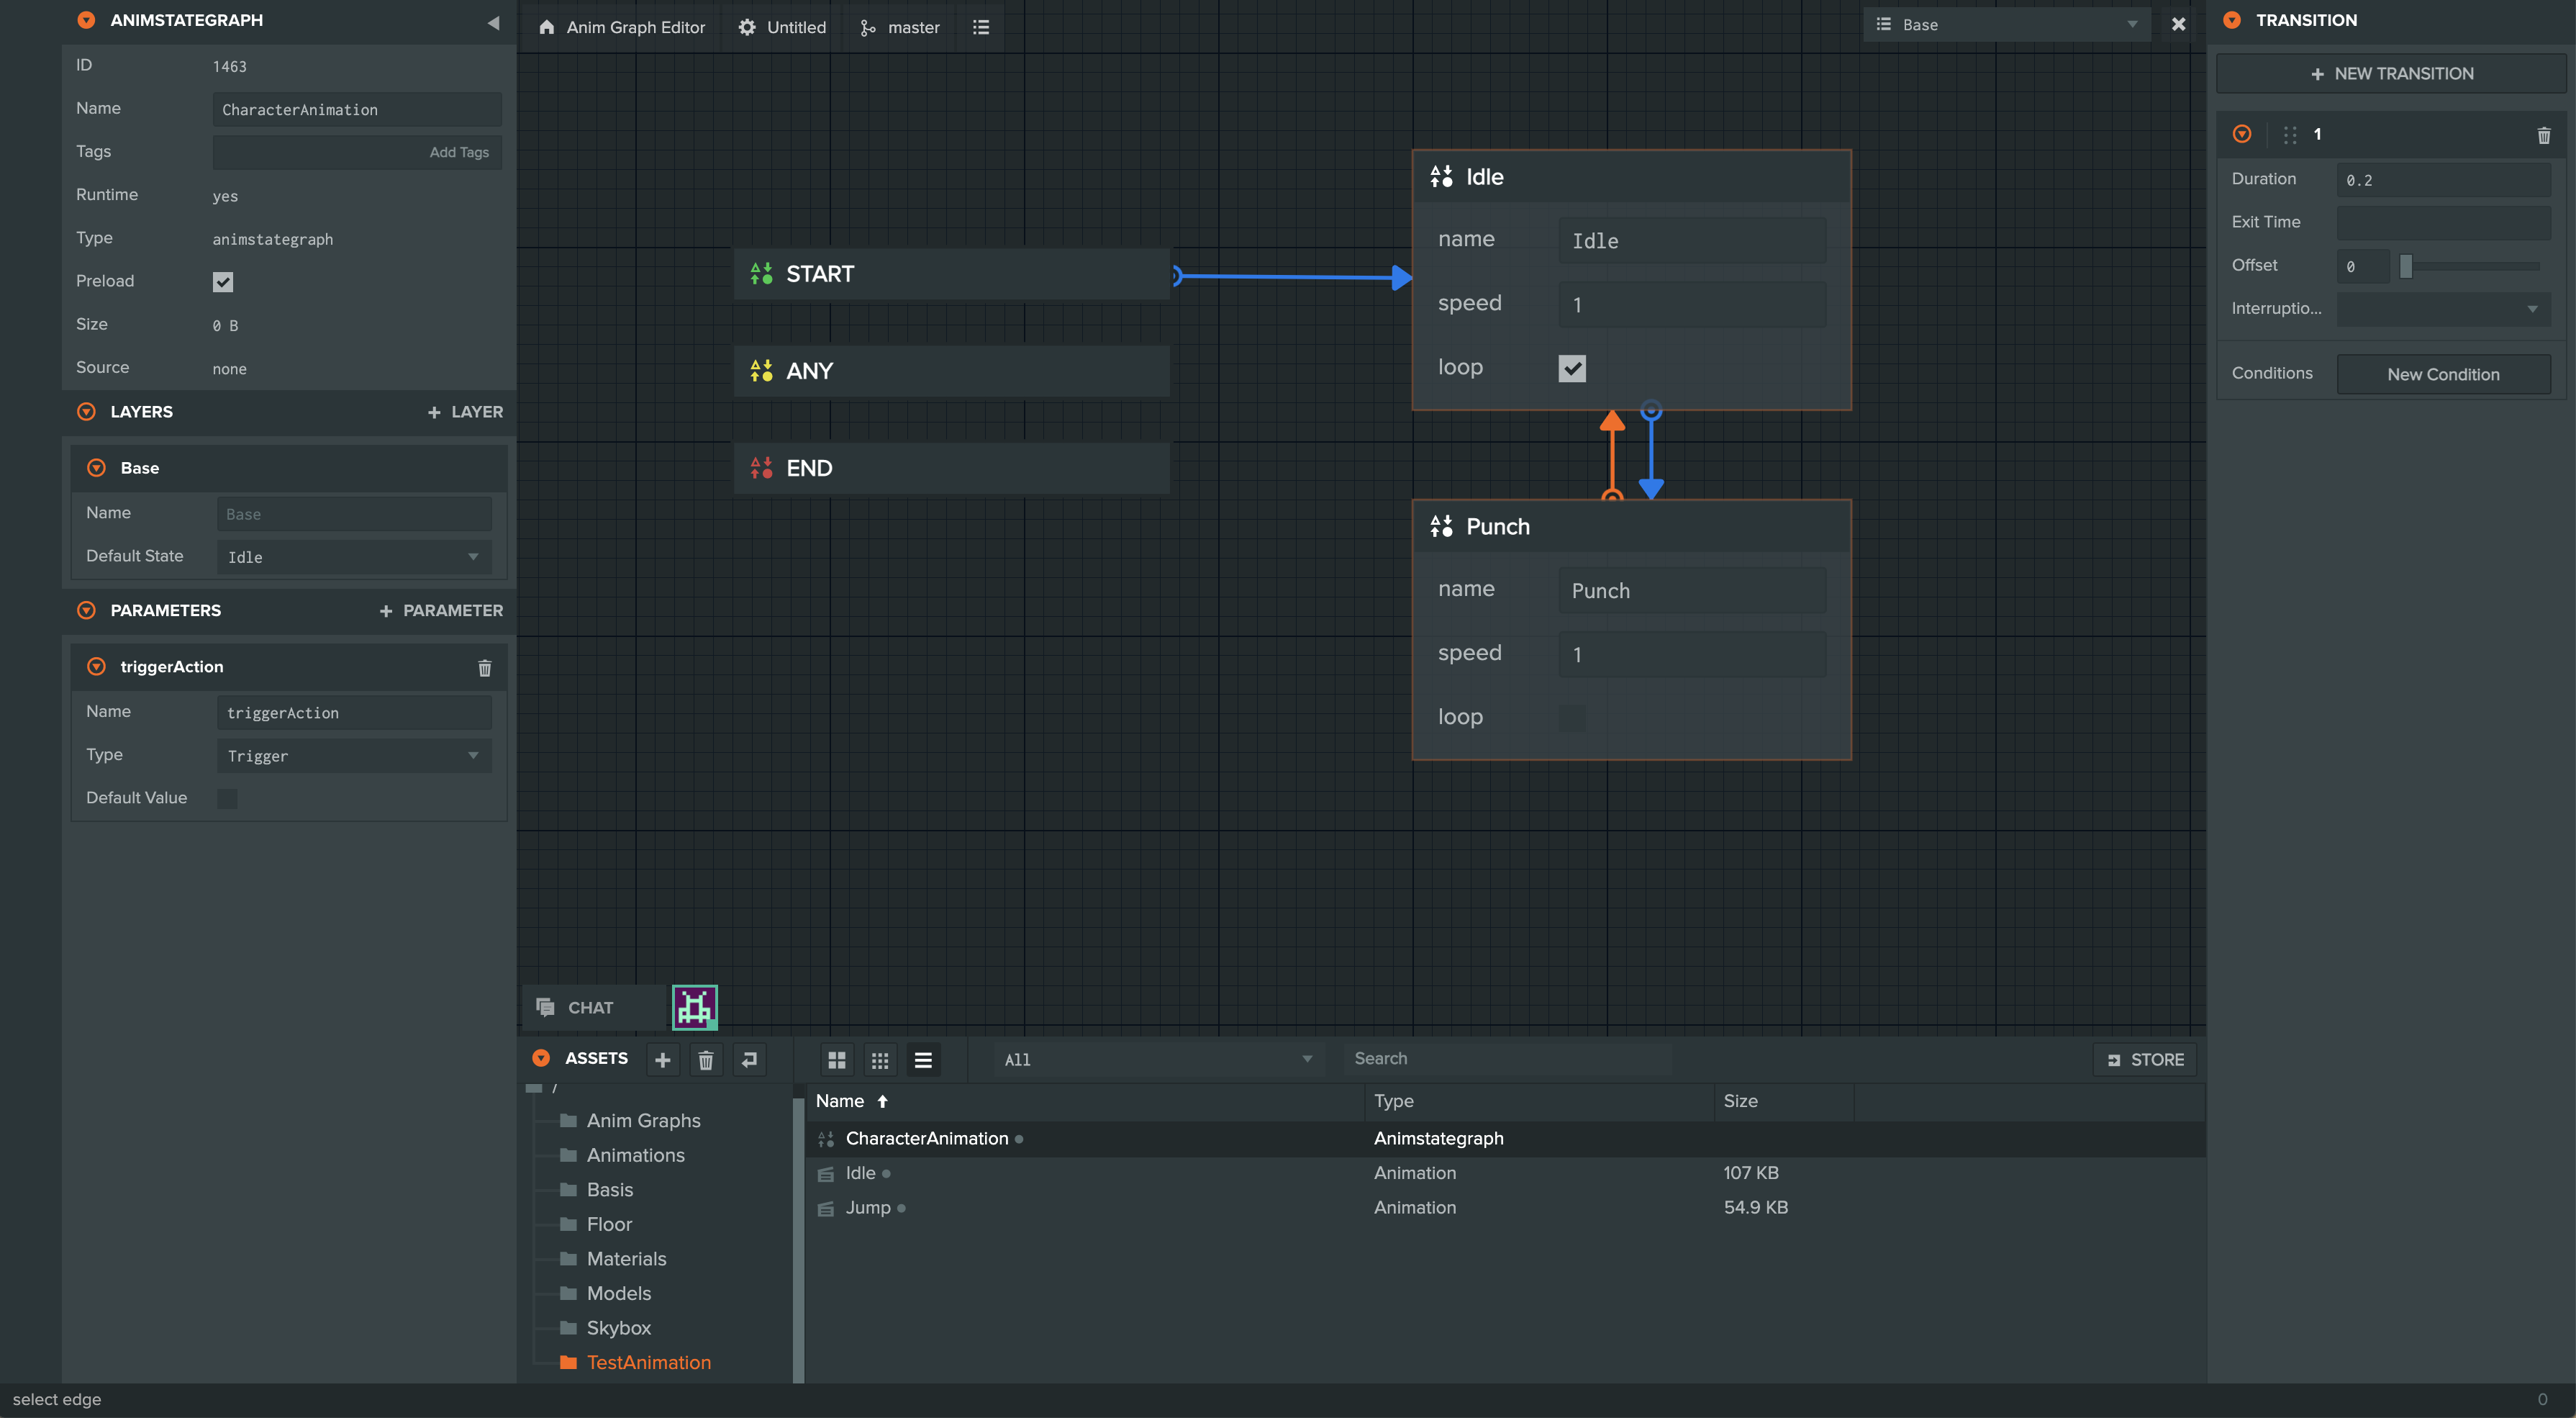 ANIMSTATEGRAPH
ID 1463
Name CharacterAnimation
Tags Add Tags
Runtime yes
Type animstategraph
Preload
Size 0 B
Source none
LAYERS + LAYER
Base
Name Base
Default State Idle
PARAMETERS + PARAMETER
triggerAction
Name triggerAction
Type Trigger
Default Value
Anim Graph Editor Untitled master
Base
START
ANY
END
Idle
name Idle
speed 1
loop
Punch
name Punch
speed 1
loop
CHAT
TRANSITION
+ NEW TRANSITION
1
Duration 0.2
Exit Time
Offset 0
Interruptio...
Conditions New Condition
ASSETS All Search STORE
/
Anim Graphs
Animations
Basis
Floor
Materials
Models
Skybox
TestAnimation
Name Type Size
CharacterAnimation Animstategraph
Idle Animation 107 KB
Jump Animation 54.9 KB
select edge 0